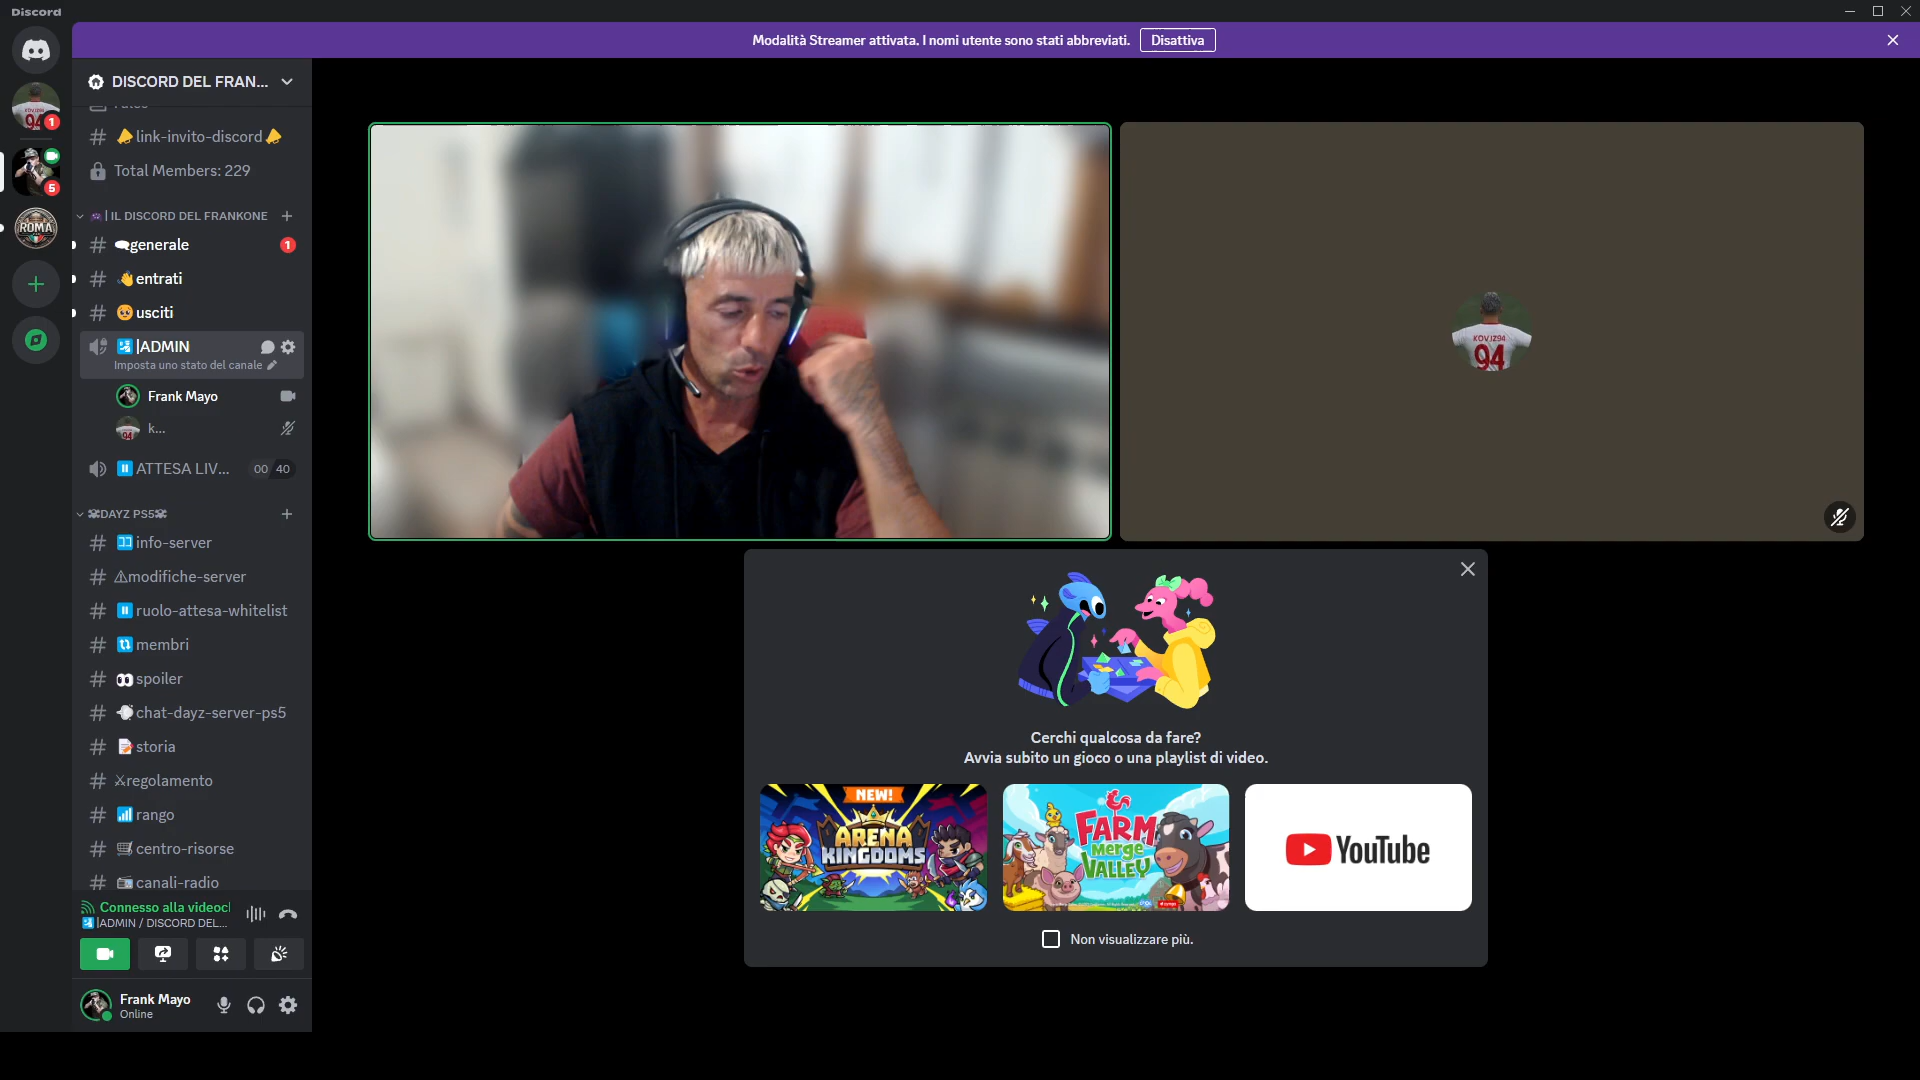 Discord
Modalità Streamer attivata. I nomi utente sono stati abbreviati.
Disattiva
DISCORD DEL FRAN...
link-invito-discord
Total Members: 229
| IL DISCORD DEL FRANKONE
generale
1
entrati
usciti
|ADMIN
Imposta uno stato del canale
Frank Mayo
k...
ATTESA LIV...
00 40
DAYZ PS5
info-server
modifiche-server
ruolo-attesa-whitelist
membri
spoiler
chat-dayz-server-ps5
storia
regolamento
rango
centro-risorse
canali-radio
Connesso alla videoc
|ADMIN / DISCORD DEL...
Frank Mayo
Online
1
5
ROMA
KOVJZ94
94
Cerchi qualcosa da fare?
Avvia subito un gioco o una playlist di video.
NEW!
ARENA
KINGDOMS
FARM
Merge
VALLEY
YouTube
Non visualizzare più.